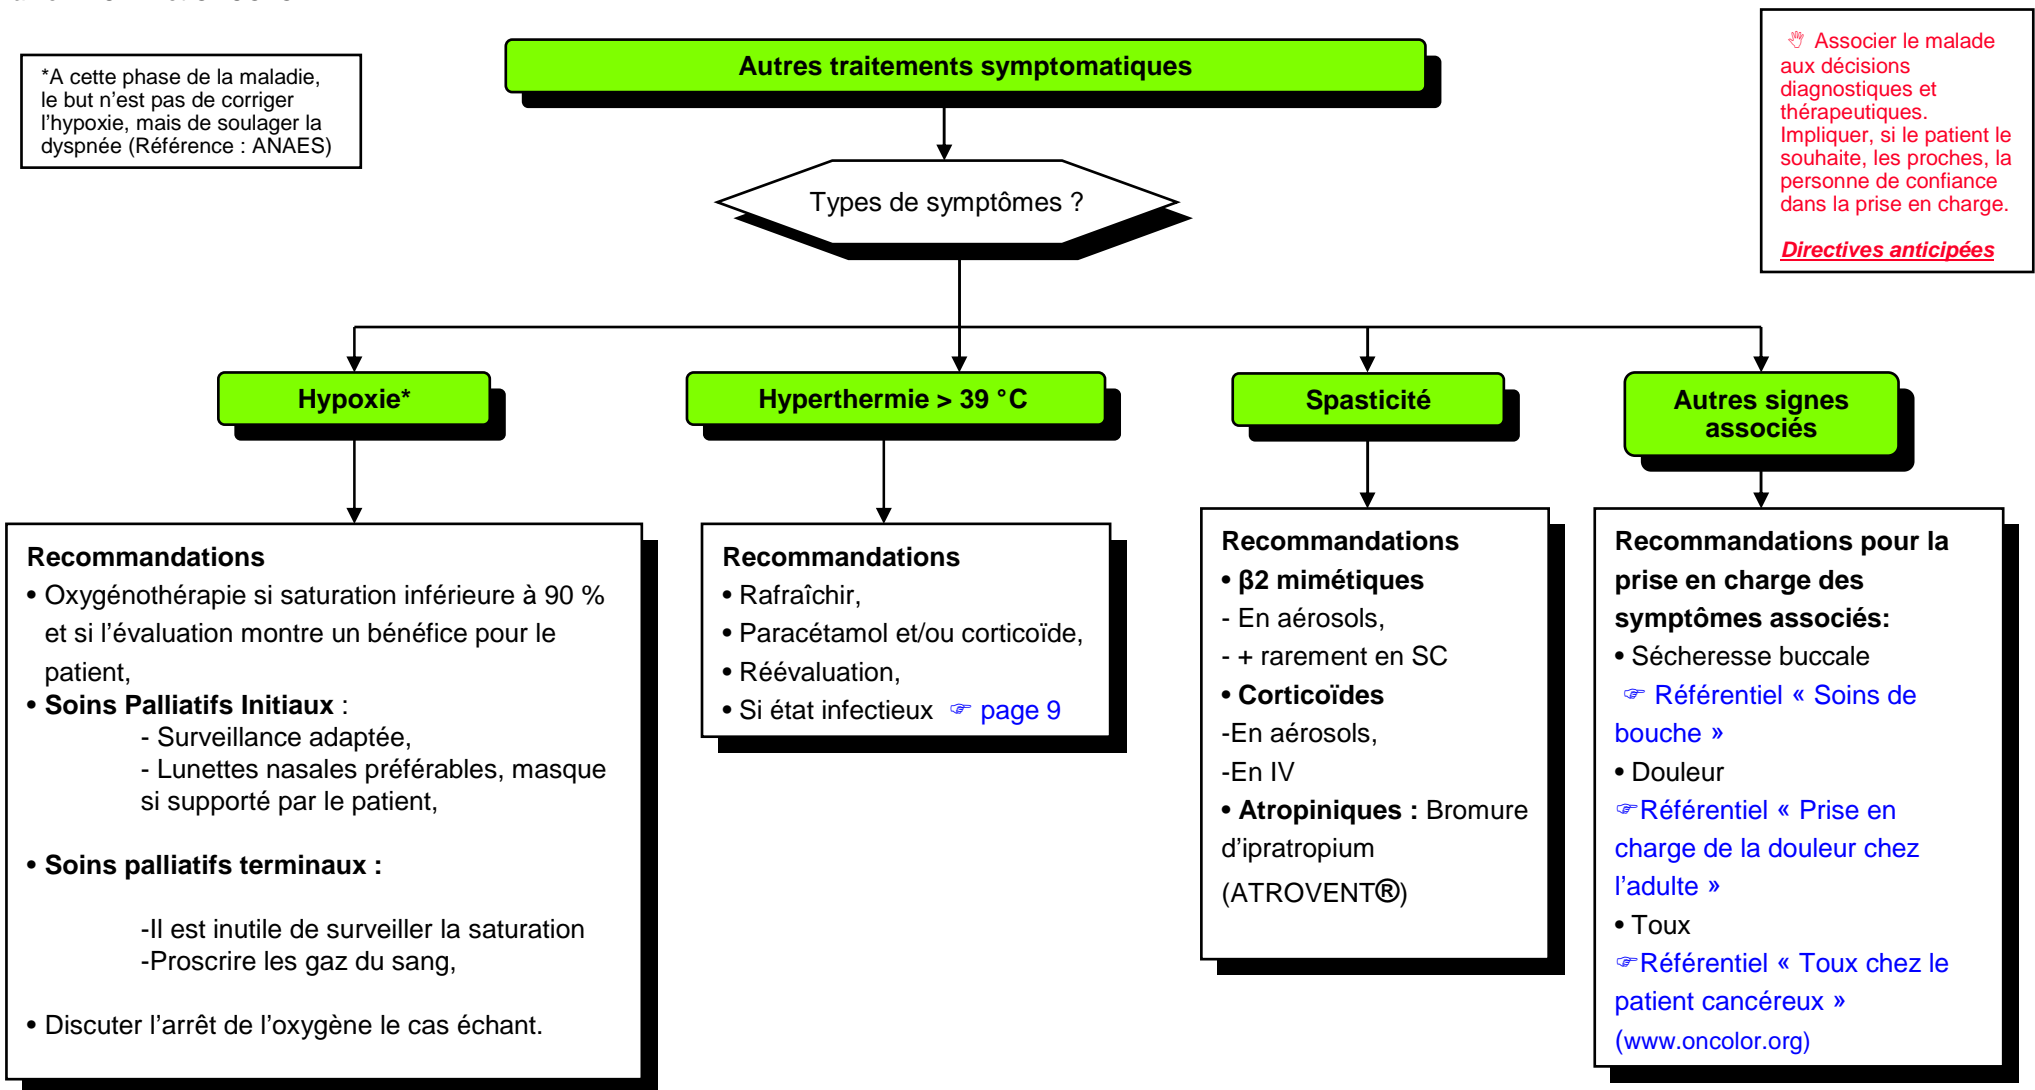 *A cette phase de la maladie,
le but n'est pas de corriger
l'hypoxie, mais de soulager la
dyspnée (Référence : ANAES)
Autres traitements symptomatiques
Associer le malade
aux décisions
diagnostiques et
thérapeutiques.
Impliquer, si le patient le
souhaite, les proches, la
personne de confiance
dans la prise en charge.
Directives anticipées
Types de symptômes ?
Hypoxie*
Recommandations
• Oxygénothérapie si saturation inférieure à 90 %
et si l'évaluation montre un bénéfice pour le
patient,
• Soins Palliatifs Initiaux :
- Surveillance adaptée,
- Lunettes nasales préférables, masque
si supporté par le patient,
• Soins palliatifs terminaux :
-Il est inutile de surveiller la saturation
-Proscrire les gaz du sang,
• Discuter l'arrêt de l'oxygène le cas échant.
Hyperthermie > 39 °C
Recommandations
• Rafraîchir,
• Paracétamol et/ou corticoïde,
• Réévaluation,
• Si état infectieux ☞ page 9
Spasticité
Recommandations
• β2 mimétiques
- En aérosols,
- + rarement en SC
• Corticoïdes
-En aérosols,
-En IV
• Atropiniques : Bromure
d'ipratropium
(ATROVENT®)
Autres signes
associés
Recommandations pour la
prise en charge des
symptômes associés:
• Sécheresse buccale
☞ Référentiel « Soins de
bouche »
• Douleur
☞Référentiel « Prise en
charge de la douleur chez
l'adulte »
• Toux
☞Référentiel « Toux chez le
patient cancéreux »
(www.oncolor.org)